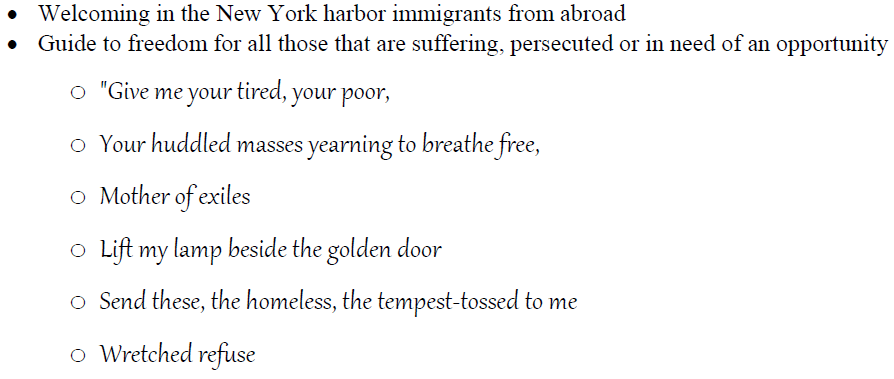 • Welcoming in the New York harbor immigrants from abroad
• Guide to freedom for all those that are suffering, persecuted or in need of an opportunity
○ "Give me your tired, your poor,
○ Your huddled masses yearning to breathe free,
○ Mother of exiles
○ Lift my lamp beside the golden door
○ Send these, the homeless, the tempest-tossed to me
○ Wretched refuse